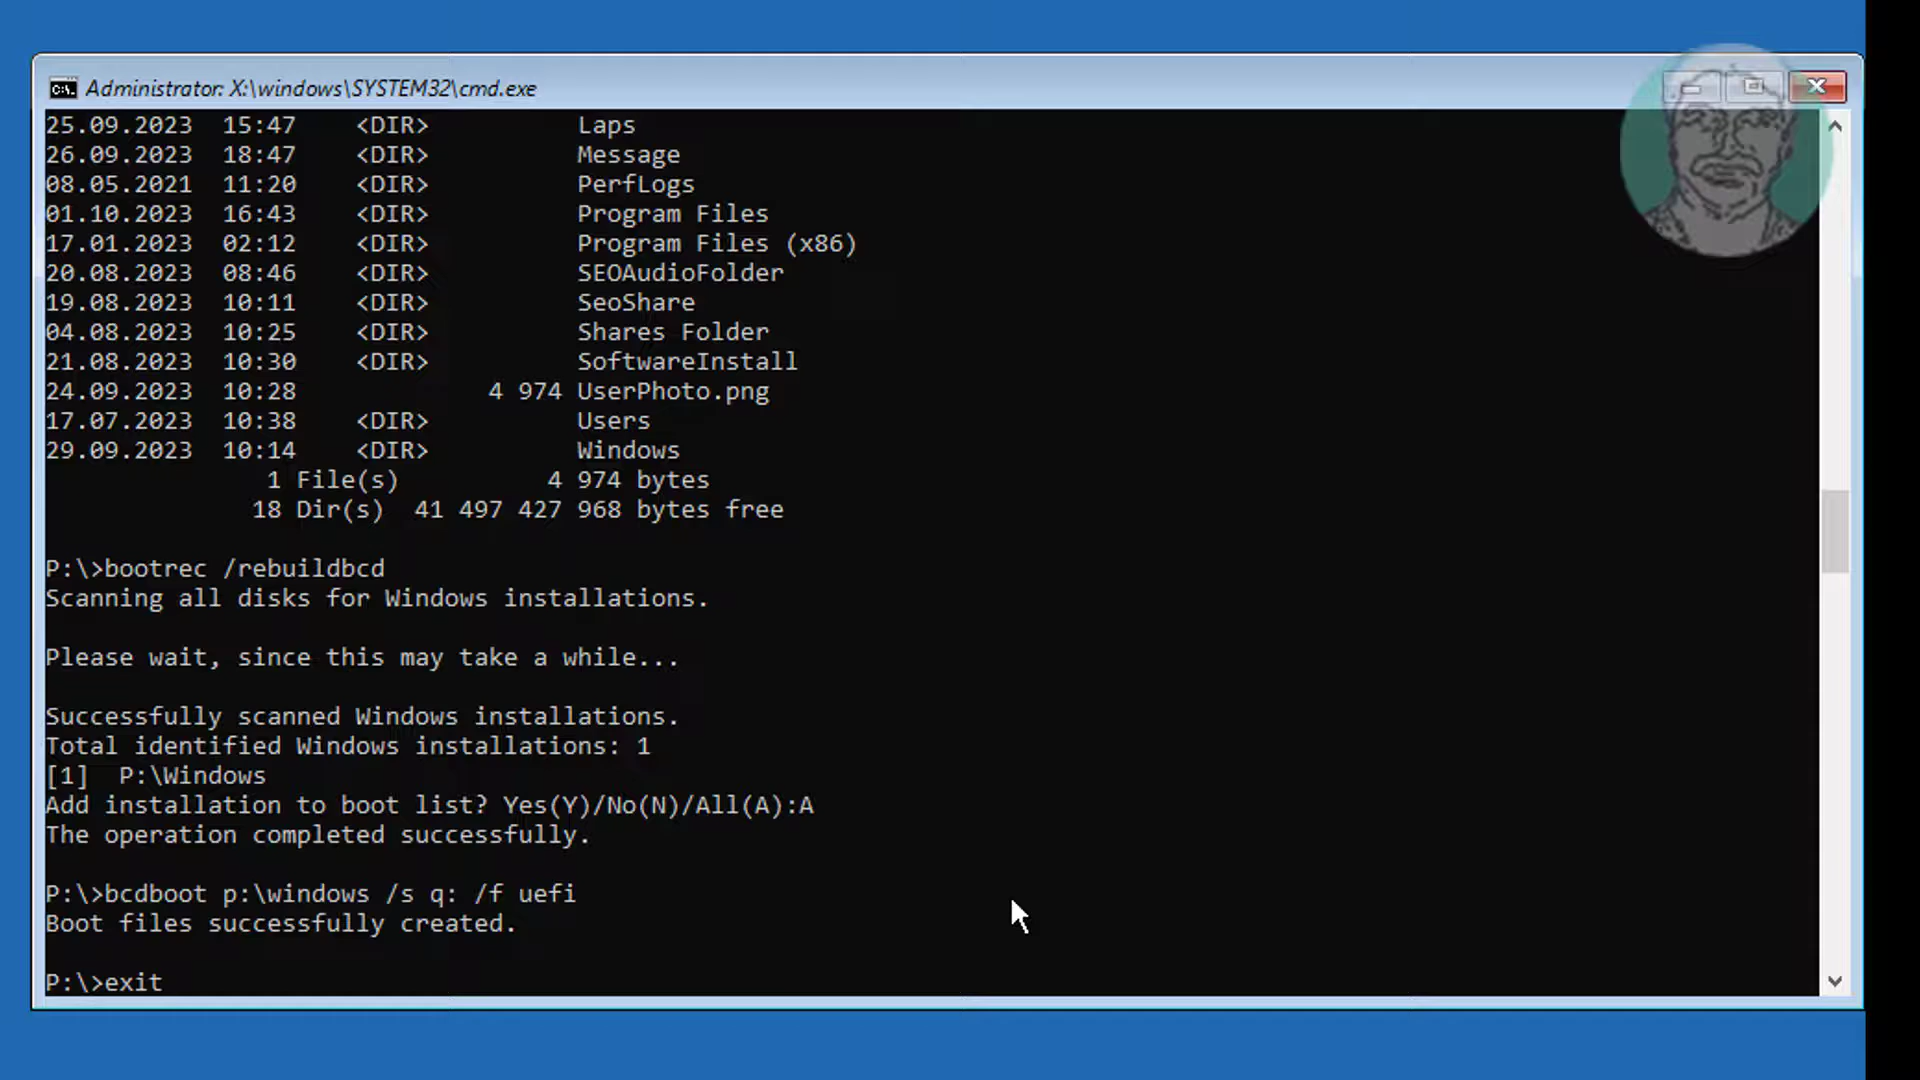 Administrator: X:\windows\SYSTEM32\cmd.exe
25.09.2023  15:47    <DIR>          Laps
26.09.2023  18:47    <DIR>          Message
08.05.2021  11:20    <DIR>          PerfLogs
01.10.2023  16:43    <DIR>          Program Files
17.01.2023  02:12    <DIR>          Program Files (x86)
20.08.2023  08:46    <DIR>          SEOAudioFolder
19.08.2023  10:11    <DIR>          SeoShare
04.08.2023  10:25    <DIR>          Shares Folder
21.08.2023  10:30    <DIR>          SoftwareInstall
24.09.2023  10:28             4 974 UserPhoto.png
17.07.2023  10:38    <DIR>          Users
29.09.2023  10:14    <DIR>          Windows
               1 File(s)          4 974 bytes
              18 Dir(s)  41 497 427 968 bytes free
P:\>bootrec /rebuildbcd
Scanning all disks for Windows installations.
Please wait, since this may take a while...
Successfully scanned Windows installations.
Total identified Windows installations: 1
[1]  P:\Windows
Add installation to boot list? Yes(Y)/No(N)/All(A):A
The operation completed successfully.
P:\>bcdboot p:\windows /s q: /f uefi
Boot files successfully created.
P:\>exit